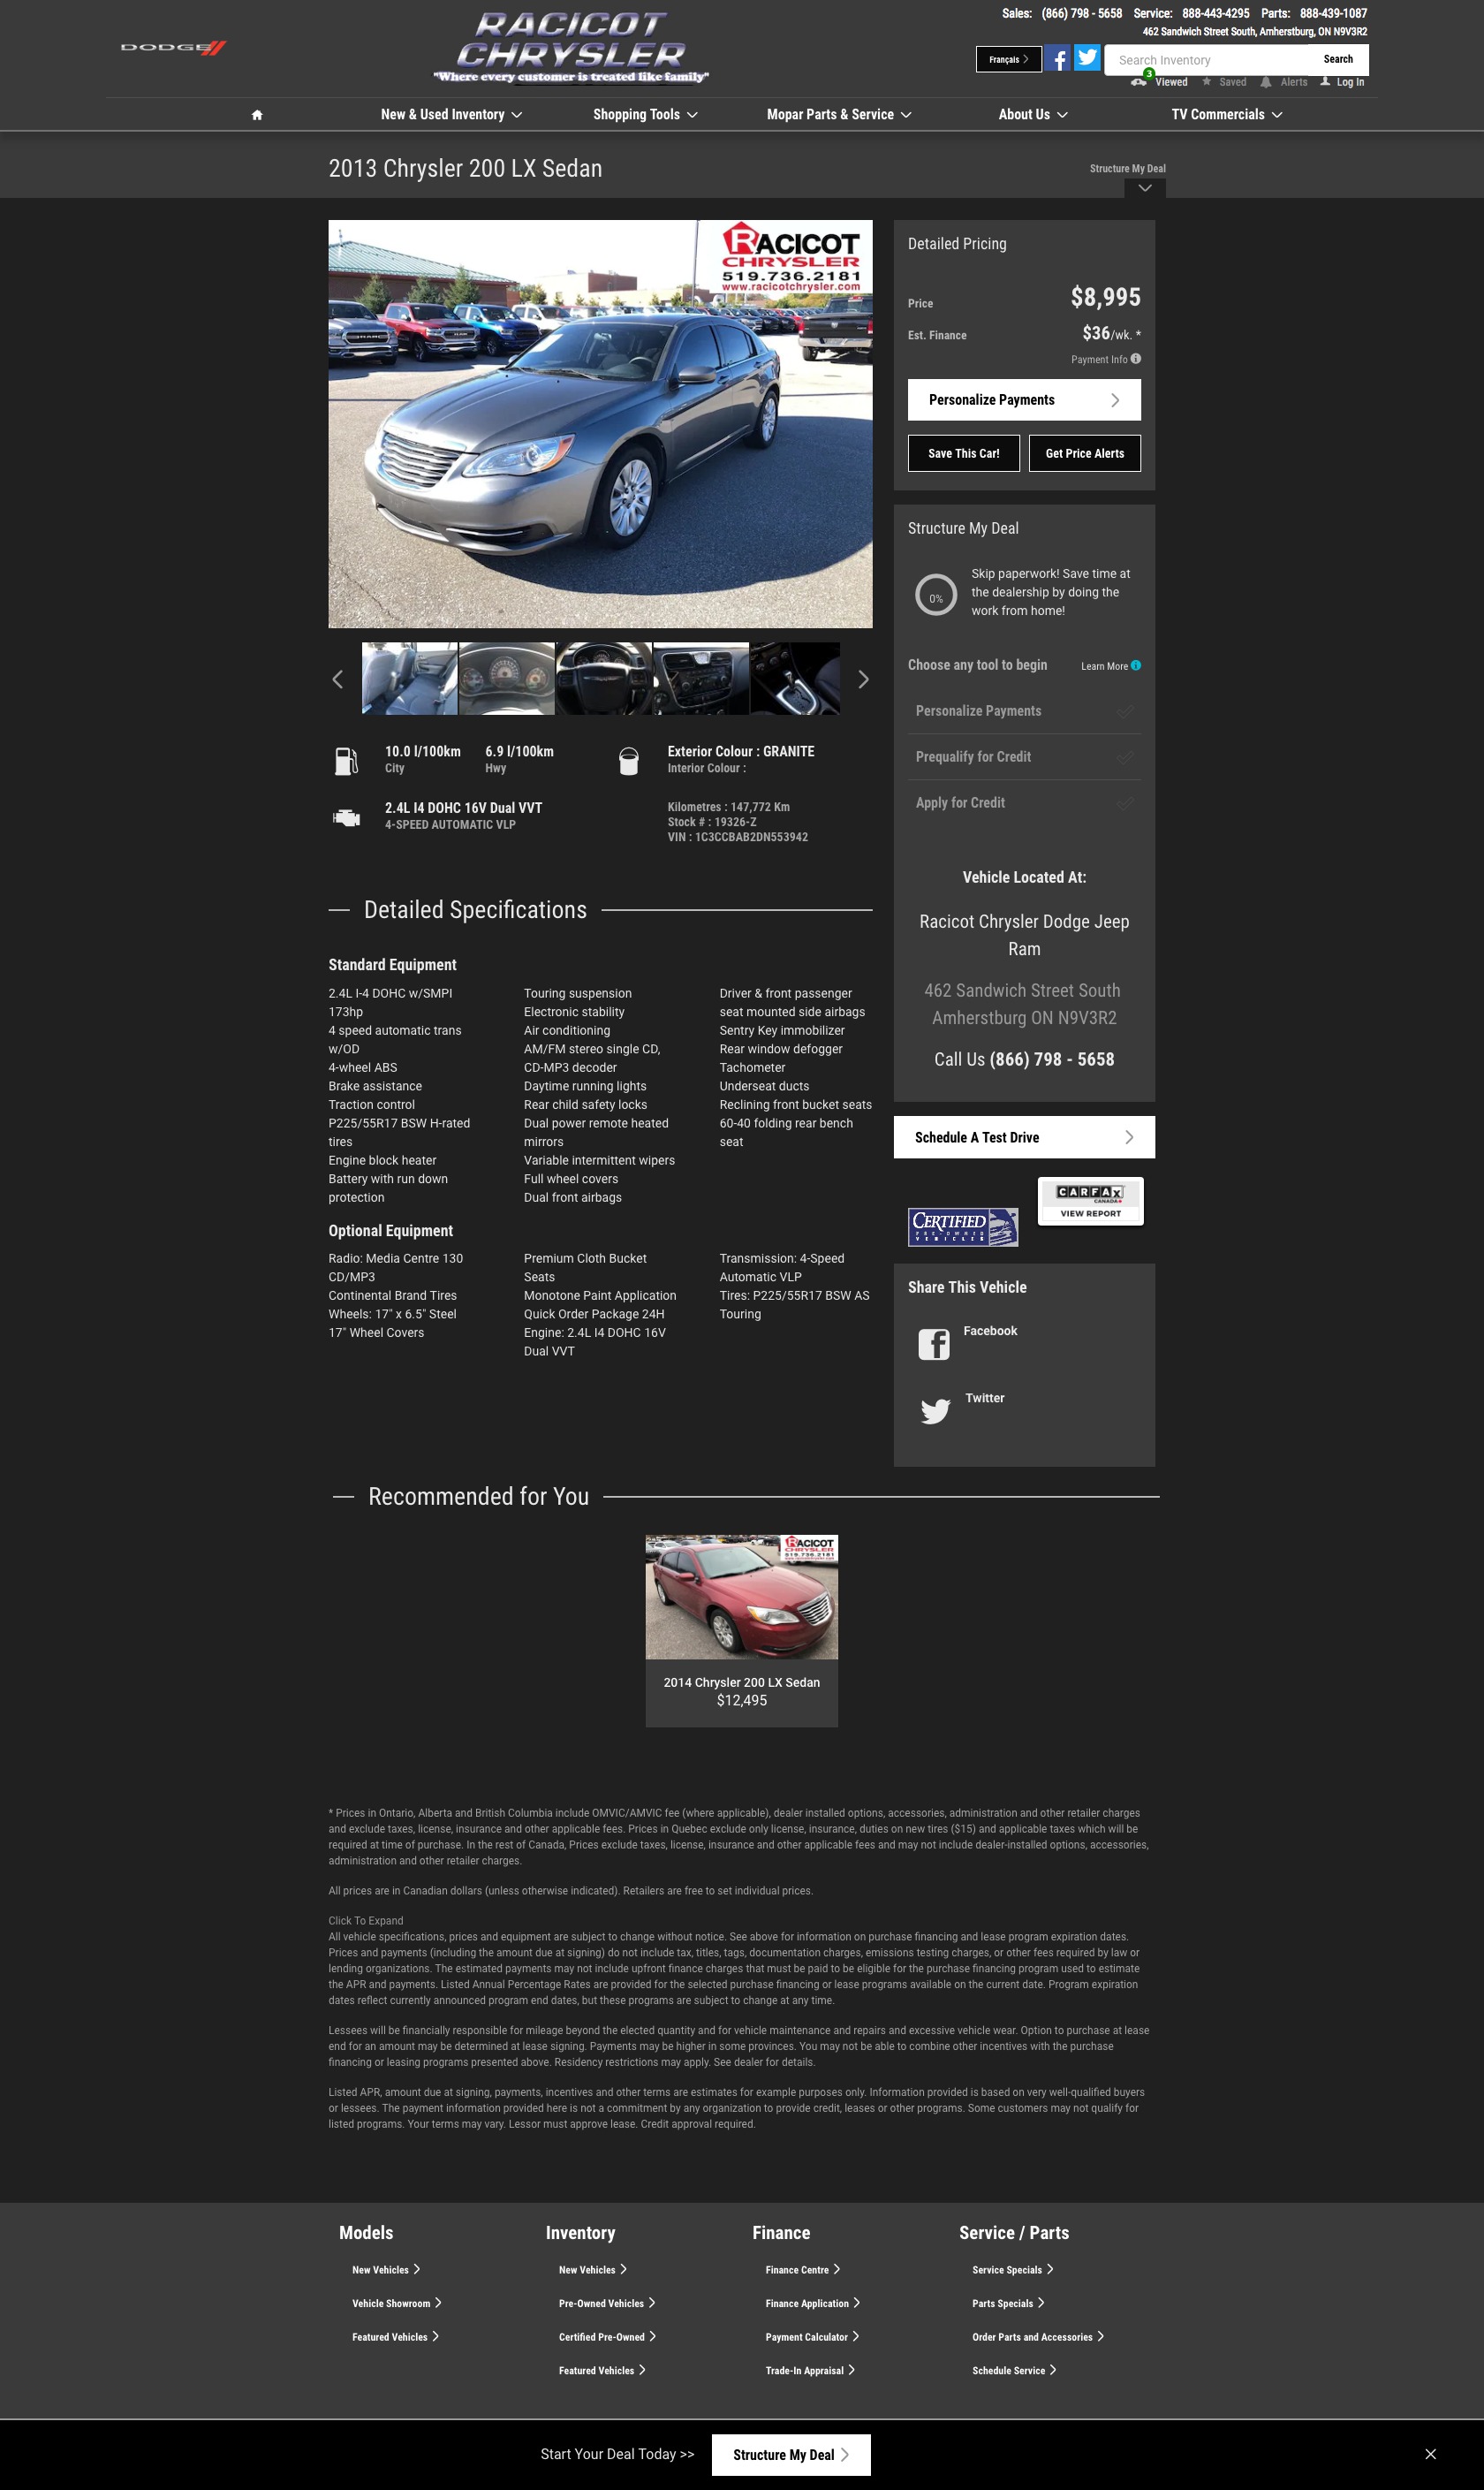 DODGE
RACICOT
CHRYSLER
"Where every customer is treated like family"
Sales: (866) 798 - 5658 Service: 888-443-4295 Parts: 888-439-1087
462 Sandwich Street South, Amherstburg, ON N9V3R2
Français
Search Inventory
Search
3
Viewed
Saved
Alerts
Log In
New & Used Inventory
Shopping Tools
Mopar Parts & Service
About Us
TV Commercials
2013 Chrysler 200 LX Sedan
Structure My Deal
RACICOT
CHRYSLER
519.736.2181
www.racicotchrysler.com
10.0 l/100km
City
6.9 l/100km
Hwy
Exterior Colour : GRANITE
Interior Colour :
2.4L I4 DOHC 16V Dual VVT
4-SPEED AUTOMATIC VLP
Kilometres : 147,772 Km
Stock # : 19326-Z
VIN : 1C3CCBAB2DN553942
Detailed Specifications
Standard Equipment
2.4L I-4 DOHC w/SMPI
173hp
4 speed automatic trans
w/OD
4-wheel ABS
Brake assistance
Traction control
P225/55R17 BSW H-rated
tires
Engine block heater
Battery with run down
protection
Touring suspension
Electronic stability
Air conditioning
AM/FM stereo single CD,
CD-MP3 decoder
Daytime running lights
Rear child safety locks
Dual power remote heated
mirrors
Variable intermittent wipers
Full wheel covers
Dual front airbags
Driver & front passenger
seat mounted side airbags
Sentry Key immobilizer
Rear window defogger
Tachometer
Underseat ducts
Reclining front bucket seats
60-40 folding rear bench
seat
Optional Equipment
Radio: Media Centre 130
CD/MP3
Continental Brand Tires
Wheels: 17" x 6.5" Steel
17" Wheel Covers
Premium Cloth Bucket
Seats
Monotone Paint Application
Quick Order Package 24H
Engine: 2.4L I4 DOHC 16V
Dual VVT
Transmission: 4-Speed
Automatic VLP
Tires: P225/55R17 BSW AS
Touring
Detailed Pricing
Price $8,995
Est. Finance $36/wk. *
Payment Info
Personalize Payments
Save This Car!
Get Price Alerts
Structure My Deal
0%
Skip paperwork! Save time at
the dealership by doing the
work from home!
Choose any tool to begin
Learn More
Personalize Payments
Prequalify for Credit
Apply for Credit
Vehicle Located At:
Racicot Chrysler Dodge Jeep
Ram
462 Sandwich Street South
Amherstburg ON N9V3R2
Call Us (866) 798 - 5658
Schedule A Test Drive
CERTIFIED
PRE-OWNED
VEHICLES
CARFAX
CANADA
VIEW REPORT
Share This Vehicle
Facebook
Twitter
Recommended for You
RACICOT
CHRYSLER
519.736.2181
2014 Chrysler 200 LX Sedan
$12,495
* Prices in Ontario, Alberta and British Columbia include OMVIC/AMVIC fee (where applicable), dealer installed options, accessories, administration and other retailer charges
and exclude taxes, license, insurance and other applicable fees. Prices in Quebec exclude only license, insurance, duties on new tires ($15) and applicable taxes which will be
required at time of purchase. In the rest of Canada, Prices exclude taxes, license, insurance and other applicable fees and may not include dealer-installed options, accessories,
administration and other retailer charges.
All prices are in Canadian dollars (unless otherwise indicated). Retailers are free to set individual prices.
Click To Expand
All vehicle specifications, prices and equipment are subject to change without notice. See above for information on purchase financing and lease program expiration dates.
Prices and payments (including the amount due at signing) do not include tax, titles, tags, documentation charges, emissions testing charges, or other fees required by law or
lending organizations. The estimated payments may not include upfront finance charges that must be paid to be eligible for the purchase financing program used to estimate
the APR and payments. Listed Annual Percentage Rates are provided for the selected purchase financing or lease programs available on the current date. Program expiration
dates reflect currently announced program end dates, but these programs are subject to change at any time.
Lessees will be financially responsible for mileage beyond the elected quantity and for vehicle maintenance and repairs and excessive vehicle wear. Option to purchase at lease
end for an amount may be determined at lease signing. Payments may be higher in some provinces. You may not be able to combine other incentives with the purchase
financing or leasing programs presented above. Residency restrictions may apply. See dealer for details.
Listed APR, amount due at signing, payments, incentives and other terms are estimates for example purposes only. Information provided is based on very well-qualified buyers
or lessees. The payment information provided here is not a commitment by any organization to provide credit, leases or other programs. Some customers may not qualify for
listed programs. Your terms may vary. Lessor must approve lease. Credit approval required.
Models
New Vehicles
Vehicle Showroom
Featured Vehicles
Inventory
New Vehicles
Pre-Owned Vehicles
Certified Pre-Owned
Featured Vehicles
Finance
Finance Centre
Finance Application
Payment Calculator
Trade-In Appraisal
Service / Parts
Service Specials
Parts Specials
Order Parts and Accessories
Schedule Service
Start Your Deal Today >>
Structure My Deal